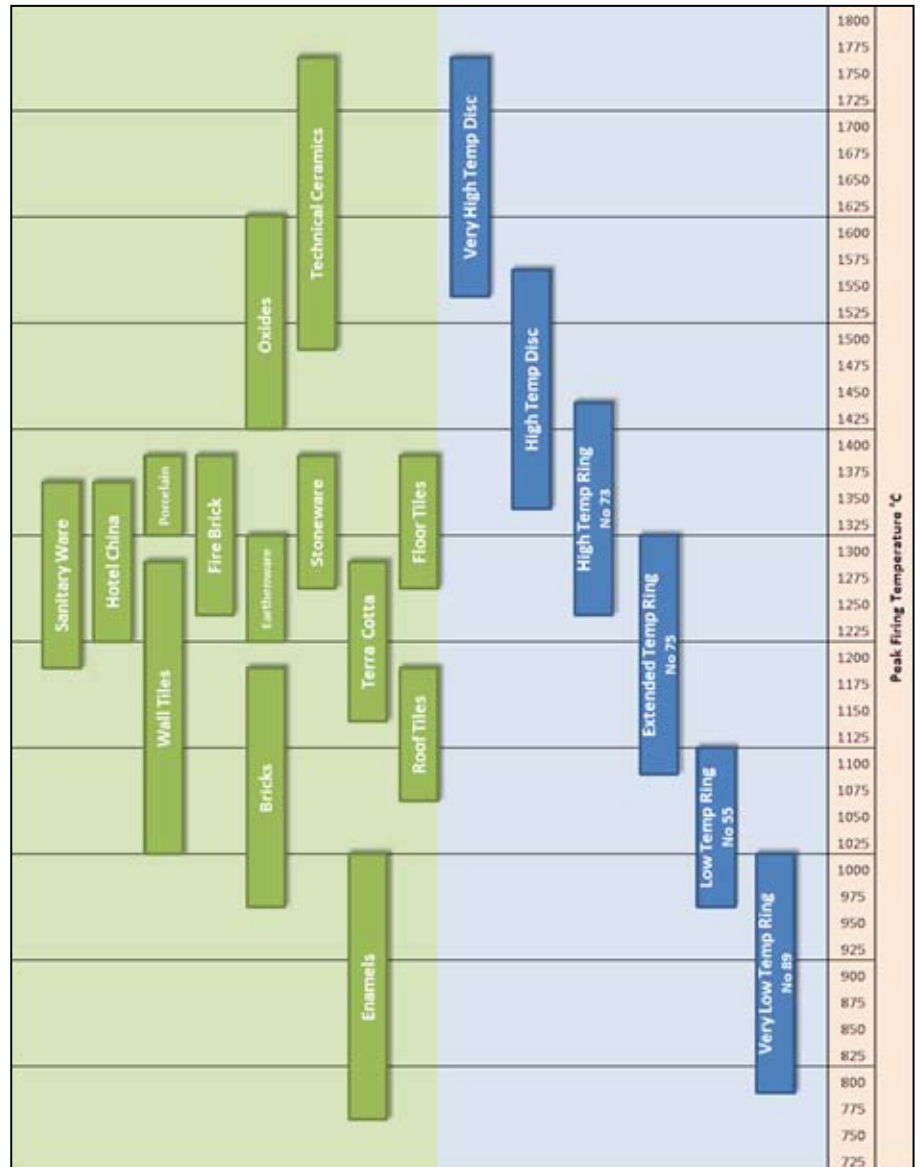 Sanitary Ware
Hotel China
Porcelain
Wall Tiles
Fire Brick
Oxides
Earthenware
Bricks
Technical Ceramics
Stoneware
Terra Cotta
Enamels
Floor Tiles
Roof Tiles
Very High Temp Disc
High Temp Disc
High Temp Ring
No 73
Extended Temp Ring
No 75
Low Temp Ring
No 55
Very Low Temp Ring
No 89
1800
1775
1750
1725
1700
1675
1650
1625
1600
1575
1550
1525
1500
1475
1450
1425
1400
1375
1350
1325
1300
1275
1250
1225
1200
1175
1150
1125
1100
1075
1050
1025
1000
975
950
925
900
875
850
825
800
775
750
725
Peak Firing Temperature °C